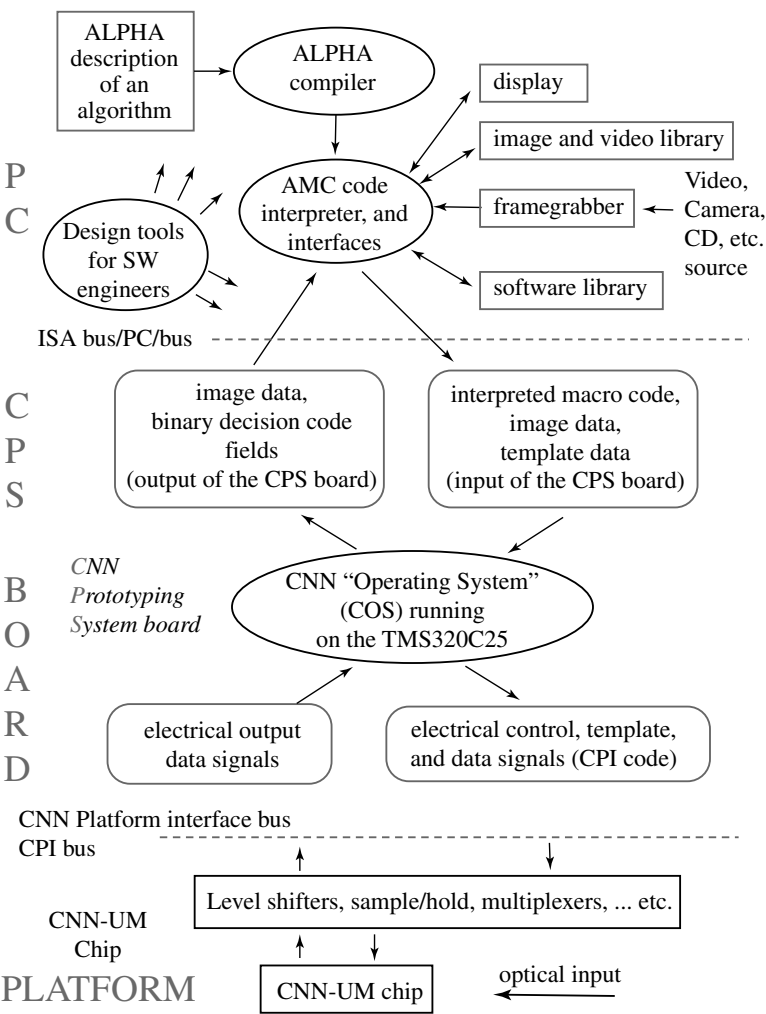 ALPHA
description
of an
algorithm
ALPHA
compiler
display
image and video library
P
C
AMC code
interpreter, and
interfaces
framegrabber
Video,
Camera,
CD, etc.
source
Design tools
for SW
engineers
software library
ISA bus/PC/bus
C
P
S
image data,
binary decision code
fields
(output of the CPS board)
interpreted macro code,
image data,
template data
(input of the CPS board)
B
O
A
R
D
CNN
Prototyping
System board
CNN “Operating System”
(COS) running
on the TMS320C25
electrical output
data signals
electrical control, template,
and data signals (CPI code)
CNN Platform interface bus
CPI bus
Level shifters, sample/hold, multiplexers, ... etc.
CNN-UM
Chip
PLATFORM
CNN-UM chip
optical input